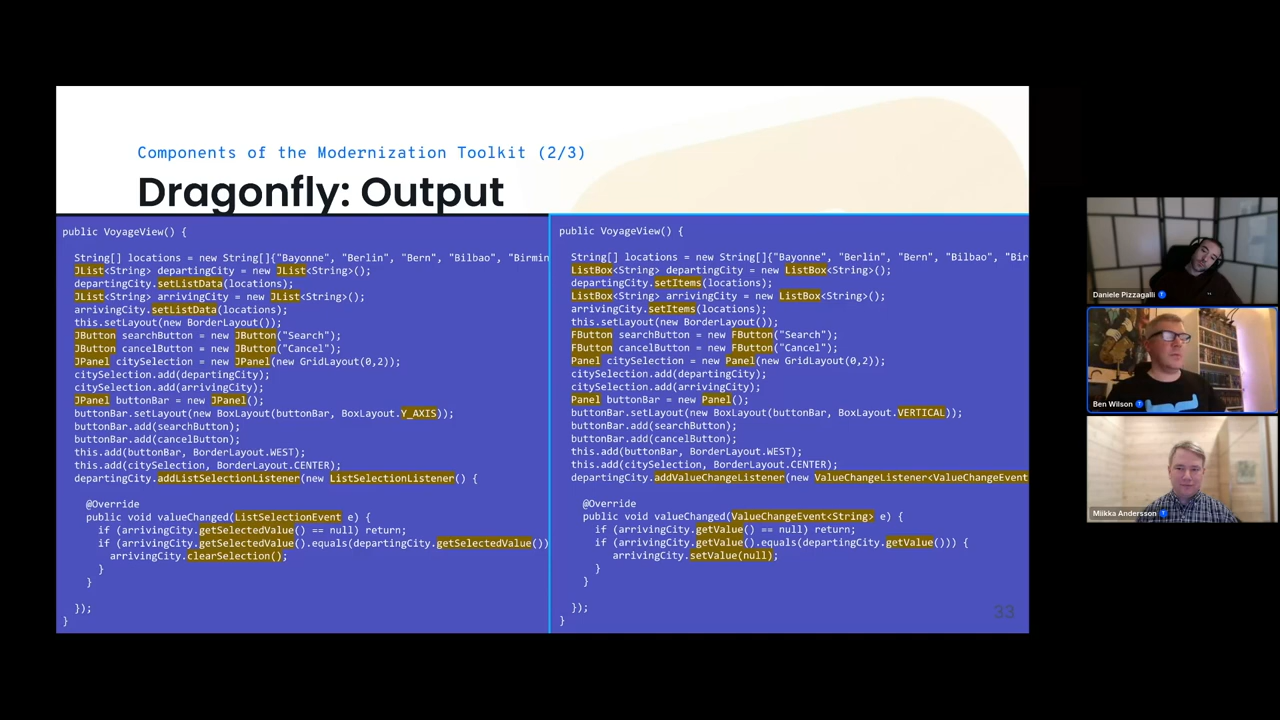 Components of the Modernization Toolkit (2/3)
Dragonfly: Output
public VoyageView() {
String[] locations = new String[]{"Bayonne", "Berlin", "Bern", "Bilbao", "Birmin
JList<String> departingCity = new JList<String>();
departingCity.setListData(locations);
JList<String> arrivingCity = new JList<String>();
arrivingCity.setListData(locations);
this.setLayout(new BorderLayout());
JButton searchButton = new JButton("Search");
JButton cancelButton = new JButton("Cancel");
JPanel citySelection = new JPanel(new GridLayout(0,2));
citySelection.add(departingCity);
citySelection.add(arrivingCity);
JPanel buttonBar = new JPanel();
buttonBar.setLayout(new BoxLayout(buttonBar, BoxLayout.Y_AXIS));
buttonBar.add(searchButton);
buttonBar.add(cancelButton);
this.add(buttonBar, BorderLayout.WEST);
this.add(citySelection, BorderLayout.CENTER);
departingCity.addListSelectionListener(new ListSelectionListener() {
@Override
public void valueChanged(ListSelectionEvent e) {
if (arrivingCity.getSelectedValue() == null) return;
if (arrivingCity.getSelectedValue().equals(departingCity.getSelectedValue())
arrivingCity.clearSelection();
}
}
});
}
public VoyageView() {
String[] locations = new String[]{"Bayonne", "Berlin", "Bern", "Bilbao", "Bir
ListBox<String> departingCity = new ListBox<String>();
departingCity.setItems(locations);
ListBox<String> arrivingCity = new ListBox<String>();
arrivingCity.setItems(locations);
this.setLayout(new BorderLayout());
FButton searchButton = new FButton("Search");
FButton cancelButton = new FButton("Cancel");
Panel citySelection = new Panel(new GridLayout(0,2));
citySelection.add(departingCity);
citySelection.add(arrivingCity);
Panel buttonBar = new Panel();
buttonBar.setLayout(new BoxLayout(buttonBar, BoxLayout.VERTICAL));
buttonBar.add(searchButton);
buttonBar.add(cancelButton);
this.add(buttonBar, BorderLayout.WEST);
this.add(citySelection, BorderLayout.CENTER);
departingCity.addValueChangeListener(new ValueChangeListener<ValueChangeEvent
@Override
public void valueChanged(ValueChangeEvent<String> e) {
if (arrivingCity.getValue() == null) return;
if (arrivingCity.getValue().equals(departingCity.getValue())) {
arrivingCity.setValue(null);
}
}
});
}
33
Daniele Pizzagalli
Ben Wilson
Miikka Andersson